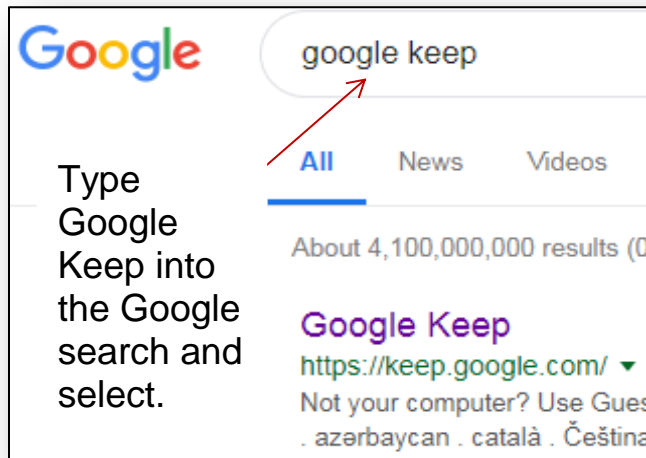 Google
google keep
All News Videos
About 4,100,000,000 results (0
Type
Google
Keep into
the Google
search and
select.
Google Keep
https://keep.google.com/
Not your computer? Use Gues
. azərbaycan . català . Čeština